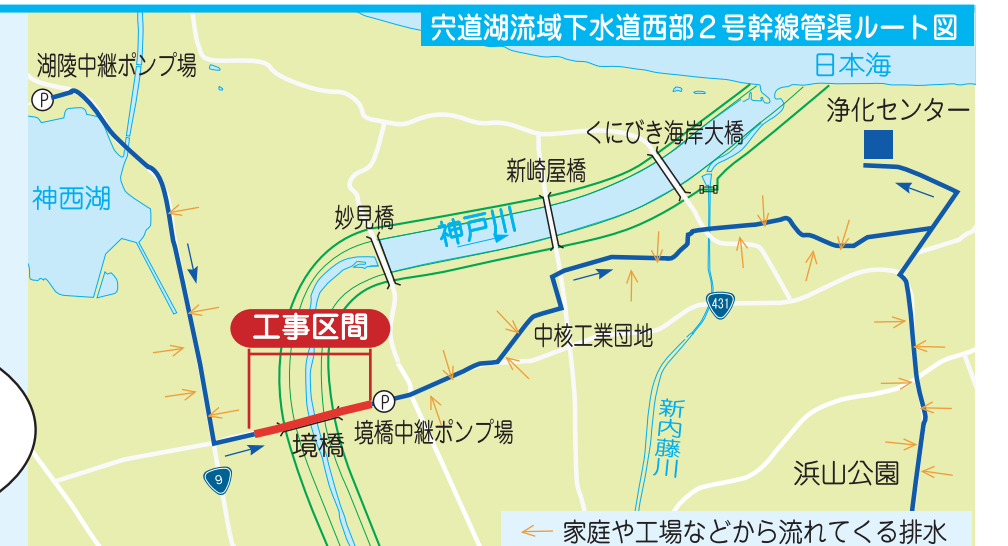 宍道湖流域下水道西部２号幹線管渠ルート図
湖陵中継ポンプ場
P
日本海
浄化センター
くにびき海岸大橋
新崎屋橋
神西湖
妙見橋
神戸川
431
工事区間
中核工業団地
P
境橋中継ポンプ場
境橋
新内藤川
9
浜山公園
家庭や工場などから流れてくる排水